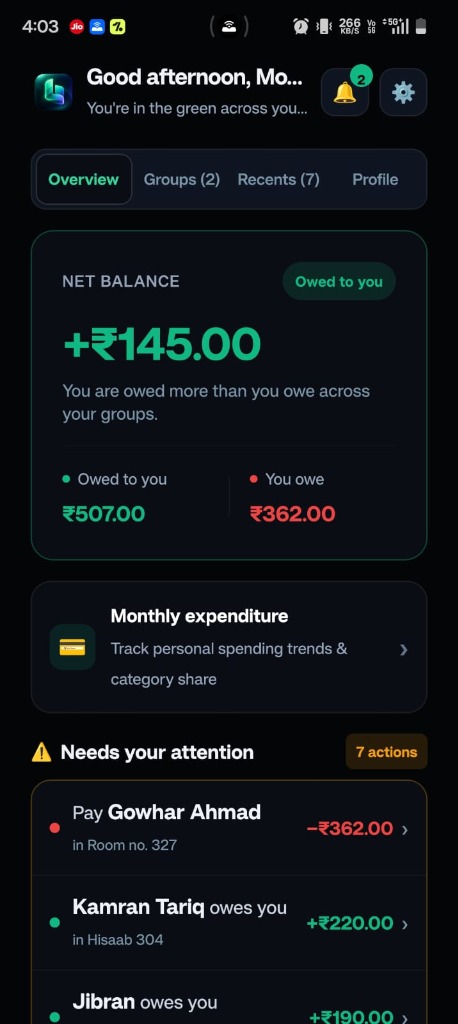 4:03 Jio 266 KB/S Vo 5G 5G+
Good afternoon, Mo...
You're in the green across you...
2
Overview Groups (2) Recents (7) Profile
NET BALANCE Owed to you
+₹145.00
You are owed more than you owe across
your groups.
Owed to you You owe
₹507.00 ₹362.00
Monthly expenditure
Track personal spending trends &
category share
Needs your attention 7 actions
Pay Gowhar Ahmad
in Room no. 327
−₹362.00
Kamran Tariq owes you
in Hisaab 304
+₹220.00
Jibran owes you
+₹190.00